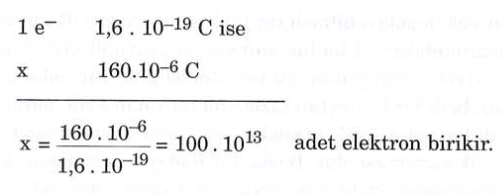 1 e⁻ 1,6 . 10⁻¹⁹ C ise
x 160.10⁻⁶ C
x = 160 . 10⁻⁶ / 1,6 . 10⁻¹⁹ = 100 . 10¹³ adet elektron birikir.